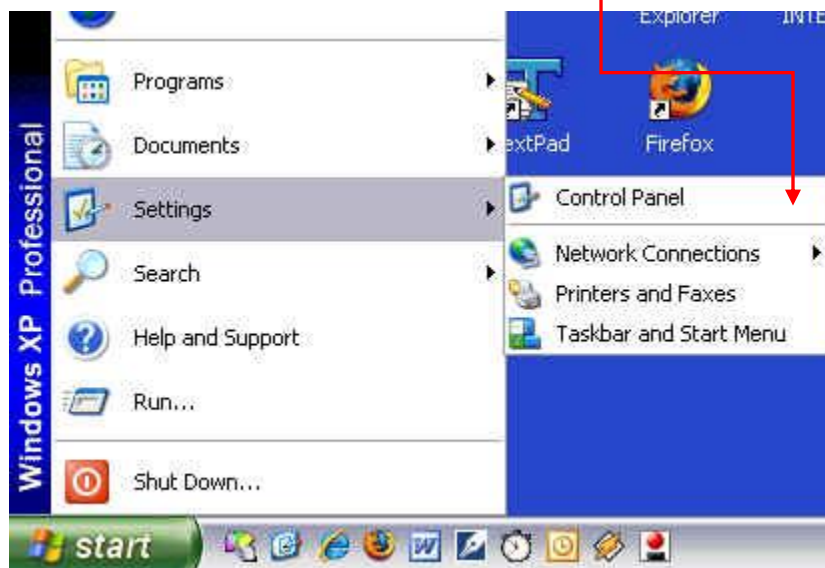 Explorer
Programs
Documents
Settings
Search
Help and Support
Run...
Shut Down...
Windows XP Professional
extPad
Firefox
Control Panel
Network Connections
Printers and Faxes
Taskbar and Start Menu
start